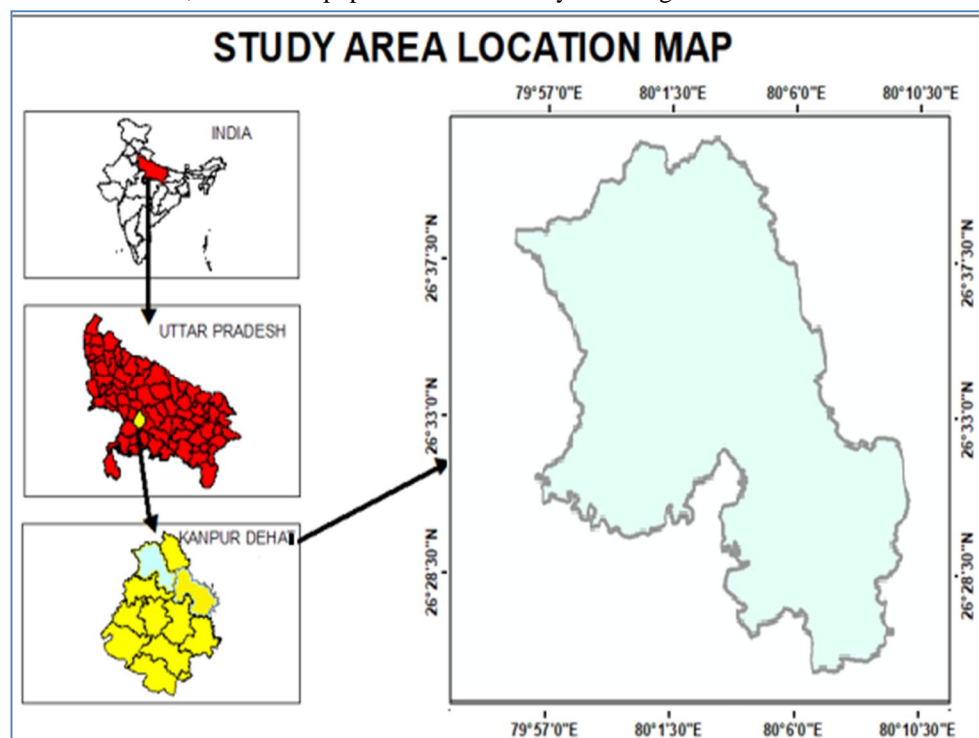 STUDY AREA LOCATION MAP
79°57'0"E 80°1'30"E 80°6'0"E 80°10'30"E
INDIA
26°37'30"N
26°37'30"N
UTTAR PRADESH
26°33'0"N
26°33'0"N
KANPUR DEHAT
26°28'30"N
26°28'30"N
79°57'0"E 80°1'30"E 80°6'0"E 80°10'30"E